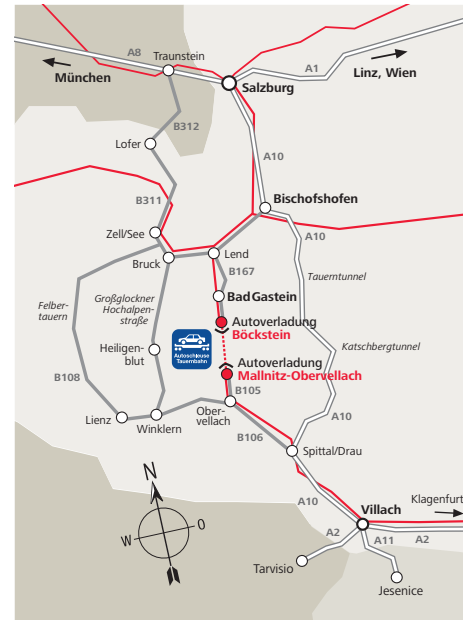 A8
Traunstein
München
A1
Linz, Wien
Salzburg
B312
Lofer
A10
B311
Bischofshofen
Zell/See
A10
Lend
Bruck
B167
Tauerntunnel
Bad Gastein
Felber-
tauern
Großglockner
Hochalpen-
straße
Autoverladung
Böckstein
Autoschleuse
Tauernbahn
Heiligen-
blut
Katschbergtunnel
Autoverladung
Mallnitz-Obervellach
B108
B105
Ober-
vellach
A10
Lienz
Winklern
B106
Spittal/Drau
N
A10
Klagenfurt
Villach
W
O
A2
A11
A2
Tarvisio
Jesenice